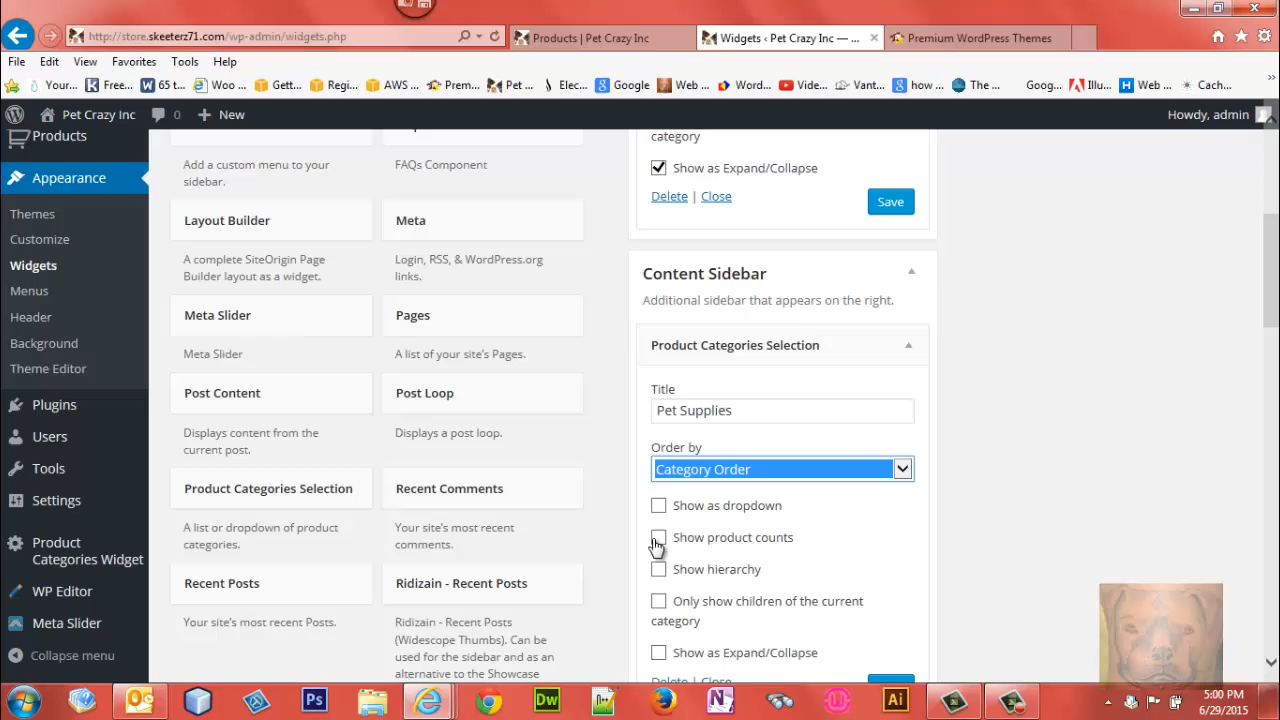 http://store.skeeterz71.com/wp-admin/widgets.php
Products | Pet Crazy Inc
Widgets ‹ Pet Crazy Inc — ...
Premium WordPress Themes
File Edit View Favorites Tools Help
Your... Free... 65 t... Woo ... Gett... Regi... AWS ... Prem... Pet ... Elec... Google Web ... Word... Vide... Vant... how ... The ... Goog... Illu... Web ... Cach...
Pet Crazy Inc 0 New Howdy, admin
Products
Appearance
Themes
Customize
Widgets
Menus
Header
Background
Theme Editor
Plugins
Users
Tools
Settings
Product
Categories Widget
WP Editor
Meta Slider
Collapse menu
Add a custom menu to your
sidebar.
FAQs Component
Layout Builder
Meta
A complete SiteOrigin Page
Builder layout as a widget.
Login, RSS, & WordPress.org
links.
Meta Slider
Pages
Meta Slider
A list of your site's Pages.
Post Content
Post Loop
Displays content from the
current post.
Displays a post loop.
Product Categories Selection
Recent Comments
A list or dropdown of product
categories.
Your site's most recent
comments.
Recent Posts
Ridizain - Recent Posts
Your site's most recent Posts.
Ridizain - Recent Posts
(Widescope Thumbs). Can be
used for the sidebar and as an
alternative to the Showcase
category
Show as Expand/Collapse
Delete | Close
Save
Content Sidebar
Additional sidebar that appears on the right.
Product Categories Selection
Title
Pet Supplies
Order by
Category Order
Show as dropdown
Show product counts
Show hierarchy
Only show children of the current
category
Show as Expand/Collapse
Delete | Close
Ps
Dw
Ai
5:00 PM
6/29/2015